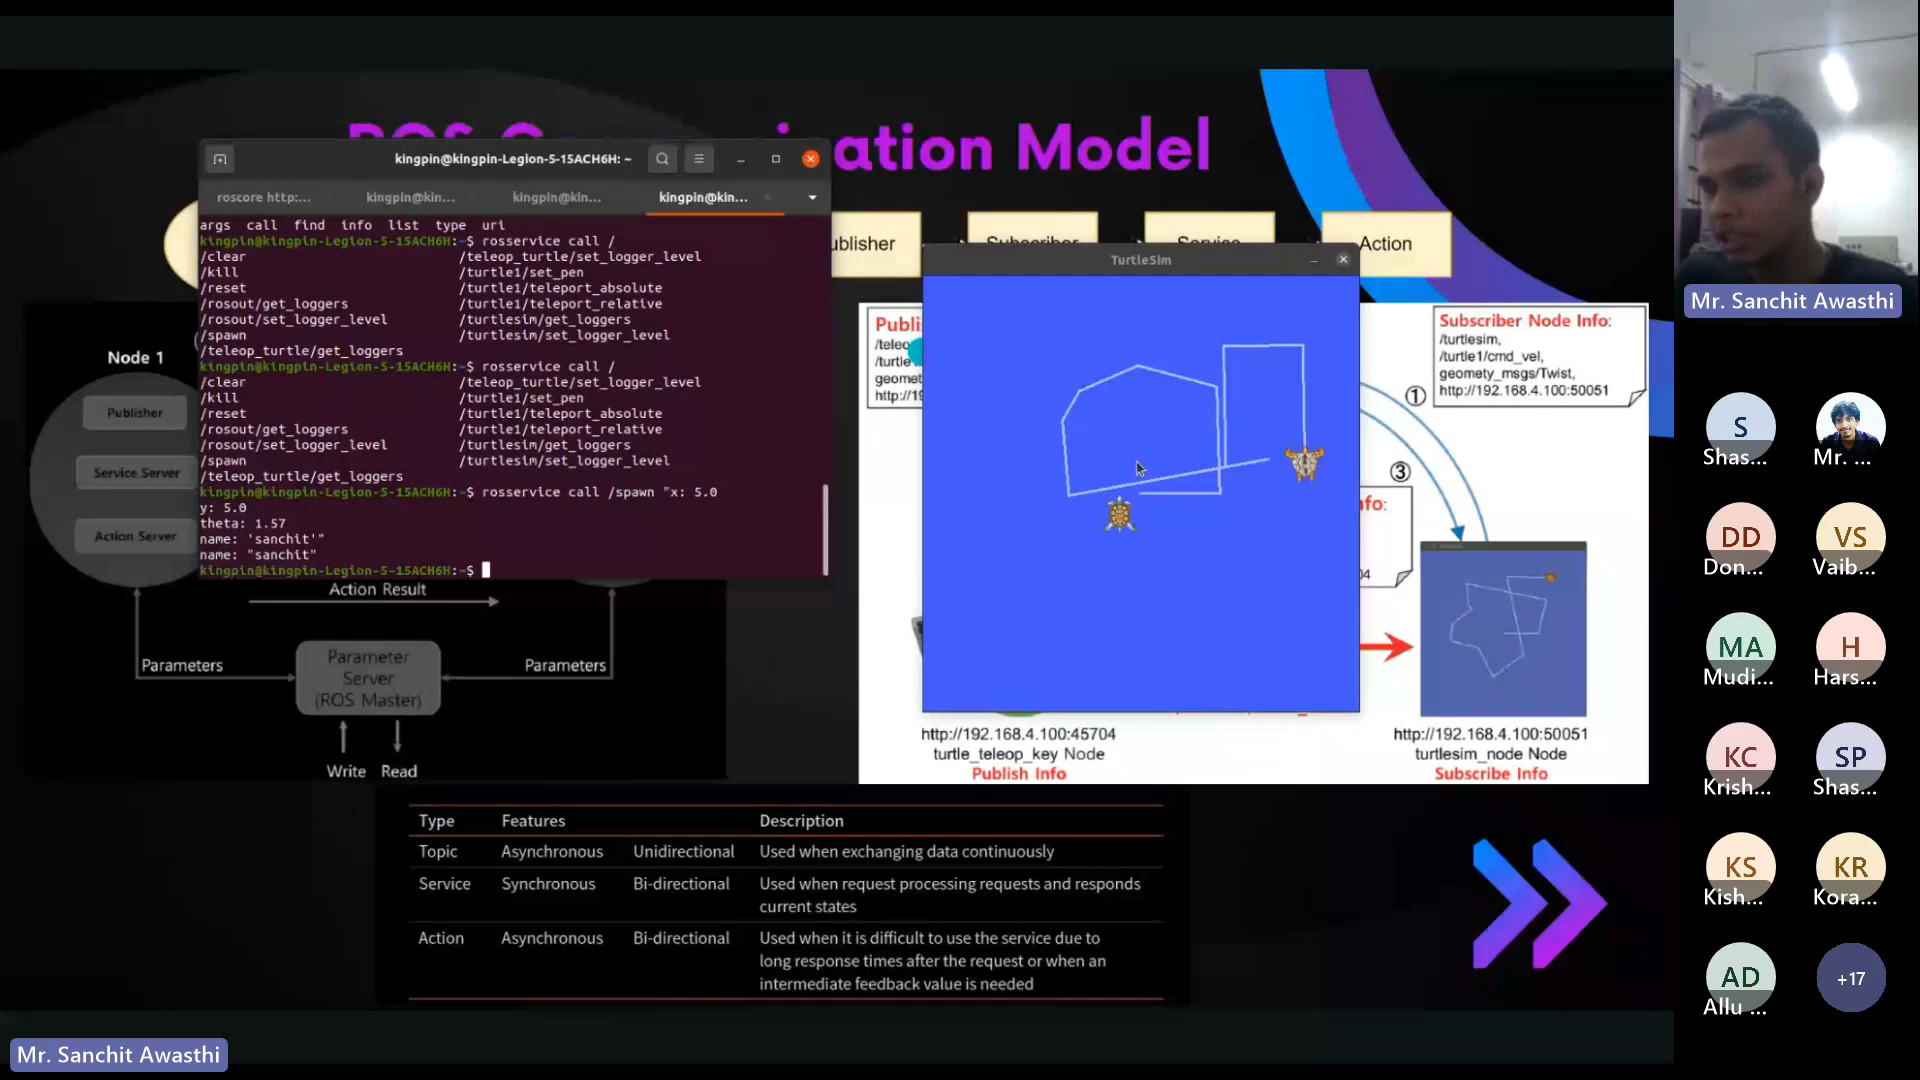 ation Model
kingpin@kingpin-Legion-5-15ACH6H: ~
roscore http:...
kingpin@kin...
kingpin@kin...
kingpin@kin...
args call find info list type uri
kingpin@kingpin-Legion-5-15ACH6H:~$ rosservice call /
/clear /teleop_turtle/set_logger_level
/kill /turtle1/set_pen
/reset /turtle1/teleport_absolute
/rosout/get_loggers /turtle1/teleport_relative
/rosout/set_logger_level /turtlesim/get_loggers
/spawn /turtlesim/set_logger_level
/teleop_turtle/get_loggers
kingpin@kingpin-Legion-5-15ACH6H:~$ rosservice call /
/clear /teleop_turtle/set_logger_level
/kill /turtle1/set_pen
/reset /turtle1/teleport_absolute
/rosout/get_loggers /turtle1/teleport_relative
/rosout/set_logger_level /turtlesim/get_loggers
/spawn /turtlesim/set_logger_level
/teleop_turtle/get_loggers
kingpin@kingpin-Legion-5-15ACH6H:~$ rosservice call /spawn "x: 5.0
y: 5.0
theta: 1.57
name: 'sanchit'"
name: "sanchit"
kingpin@kingpin-Legion-5-15ACH6H:~$
ublisher
Subscriber
Service
Action
TurtleSim
Node 1
Publisher
Service Server
Action Server
Action Result
Parameters
Parameter
Server
(ROS Master)
Parameters
Write Read
Publi
/teleo
/turtle
geomet
http://19
Subscriber Node Info:
/turtlesim,
/turtle1/cmd_vel,
geomety_msgs/Twist,
http://192.168.4.100:50051
①
③
nfo:
04
http://192.168.4.100:45704
turtle_teleop_key Node
Publish Info
http://192.168.4.100:50051
turtlesim_node Node
Subscribe Info
Type Features Description
Topic Asynchronous Unidirectional Used when exchanging data continuously
Service Synchronous Bi-directional Used when request processing requests and responds
current states
Action Asynchronous Bi-directional Used when it is difficult to use the service due to
long response times after the request or when an
intermediate feedback value is needed
Mr. Sanchit Awasthi
Mr. Sanchit Awasthi
S
Shas...
Mr. ...
DD
Don...
VS
Vaib...
MA
Mudi...
H
Hars...
KC
Krish...
SP
Shas...
KS
Kish...
KR
Kora...
AD
Allu ...
+17